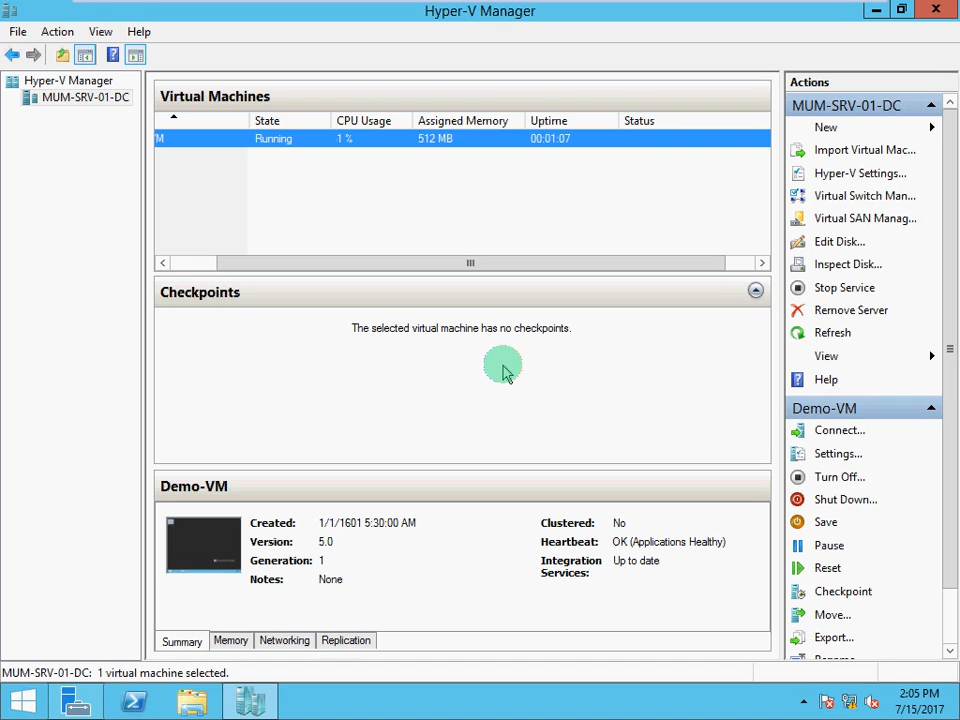 Hyper-V Manager
File Action View Help
Hyper-V Manager
MUM-SRV-01-DC
Virtual Machines
State CPU Usage Assigned Memory Uptime Status
Running 1 % 512 MB 00:01:07
Checkpoints
The selected virtual machine has no checkpoints.
Demo-VM
Created: 1/1/1601 5:30:00 AM Clustered: No
Version: 5.0 Heartbeat: OK (Applications Healthy)
Generation: 1 Integration Services: Up to date
Notes: None
Summary Memory Networking Replication
Actions
MUM-SRV-01-DC
New
Import Virtual Mac...
Hyper-V Settings...
Virtual Switch Man...
Virtual SAN Manag...
Edit Disk...
Inspect Disk...
Stop Service
Remove Server
Refresh
View
Help
Demo-VM
Connect...
Settings...
Turn Off...
Shut Down...
Save
Pause
Reset
Checkpoint
Move...
Export...
MUM-SRV-01-DC: 1 virtual machine selected.
2:05 PM
7/15/2017